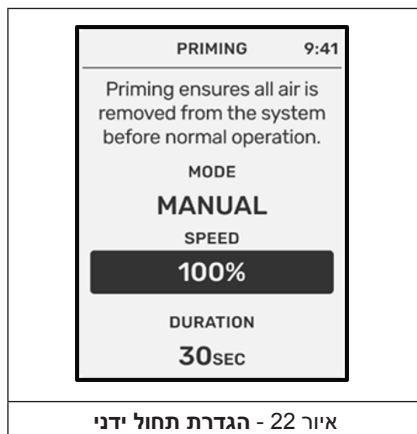 PRIMING 9:41
Priming ensures all air is
removed from the system
before normal operation.
MODE
MANUAL
SPEED
100%
DURATION
30SEC
איור 22 - הגדרת תחול ידני